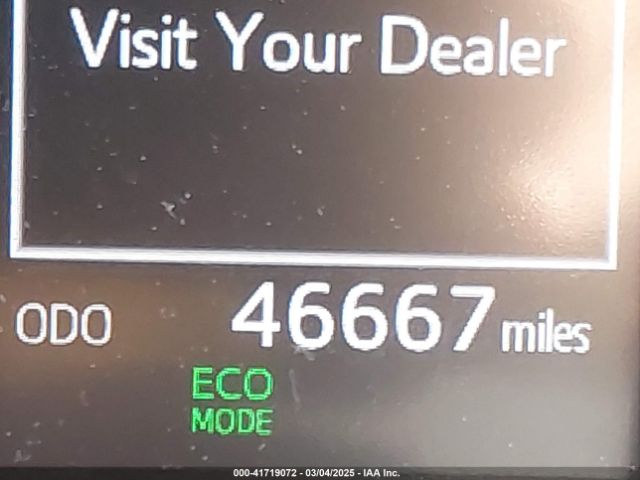 Visit Your Dealer
ODO 46667 miles
ECO
MODE
000-41719072 - 03/04/2025 - IAA Inc.